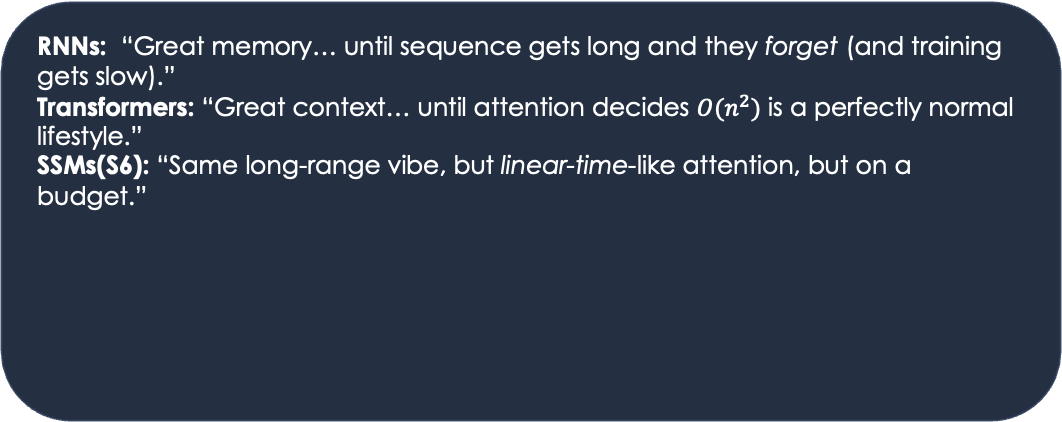 RNNs:  “Great memory… until sequence gets long and they forget (and training
gets slow).”
Transformers: “Great context… until attention decides 𝑂(𝑛²) is a perfectly normal
lifestyle.”
SSMs(S6): “Same long-range vibe, but linear-time-like attention, but on a
budget.”